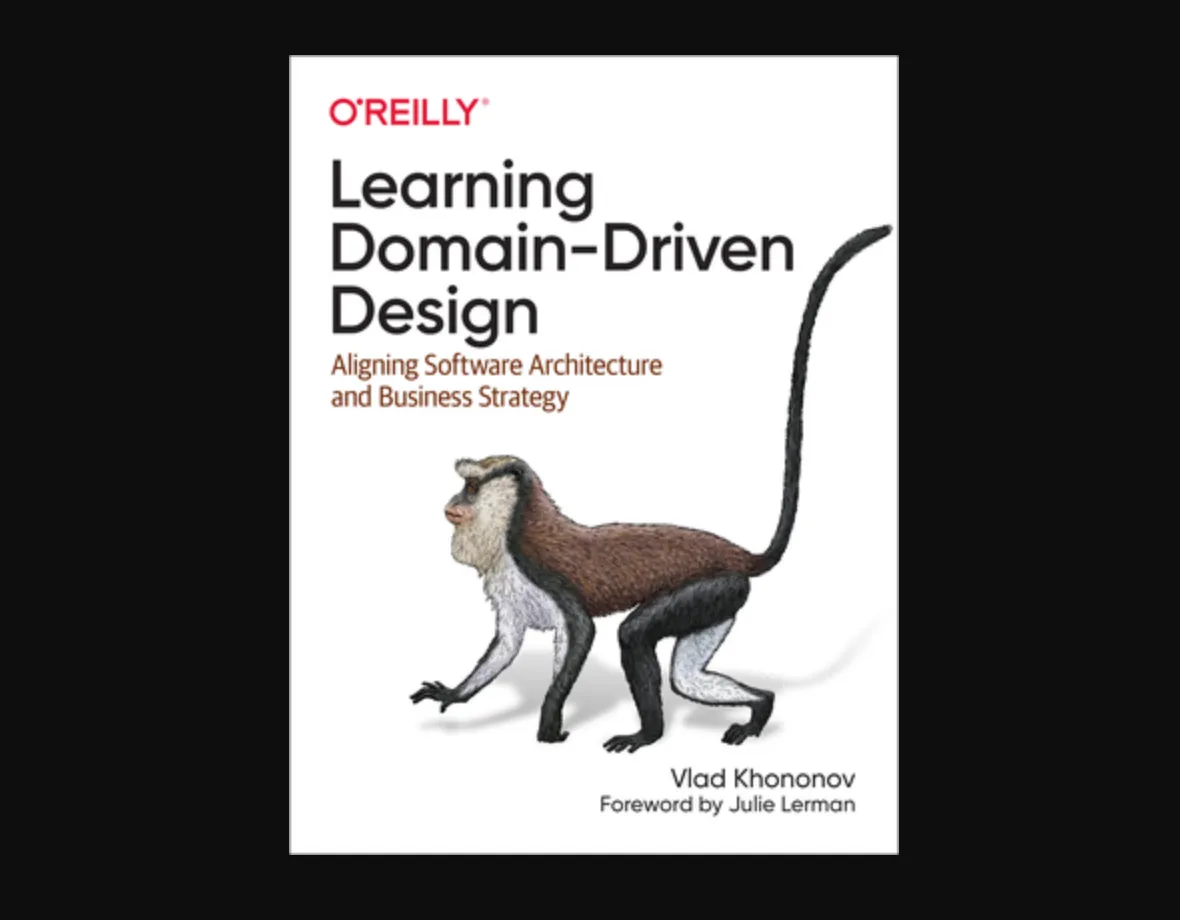 O'REILLY®
Learning
Domain-Driven
Design
Aligning Software Architecture
and Business Strategy
Vlad Khononov
Foreword by Julie Lerman